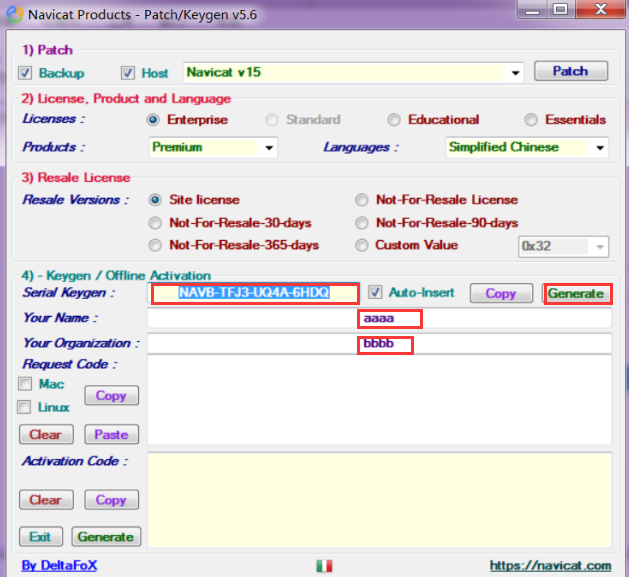 Navicat Products - Patch/Keygen v5.6
1) Patch
Backup Host Navicat v15 Patch
2) License, Product and Language
Licenses : Enterprise Standard Educational Essentials
Products : Premium Languages : Simplified Chinese
3) Resale License
Resale Versions : Site license Not-For-Resale License
Not-For-Resale-30-days Not-For-Resale-90-days
Not-For-Resale-365-days Custom Value 0x32
4) - Keygen / Offline Activation
Serial Keygen : NAVB-TFJ3-UQ4A-6HDQ Auto-Insert Copy Generate
Your Name : aaaa
Your Organization : bbbb
Request Code :
Mac
Copy
Linux
Clear Paste
Activation Code :
Clear Copy
Exit Generate
By DeltaFoX https://navicat.com